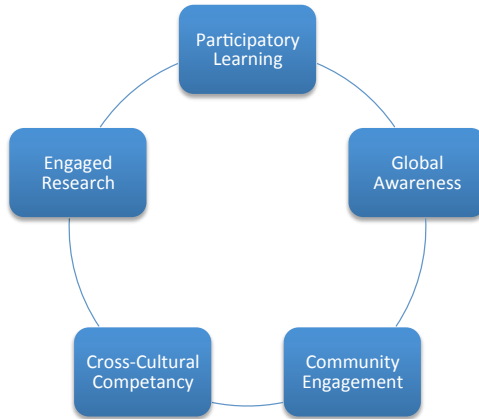 Participatory
Learning
Engaged
Research
Global
Awareness
Cross-Cultural
Competancy
Community
Engagement